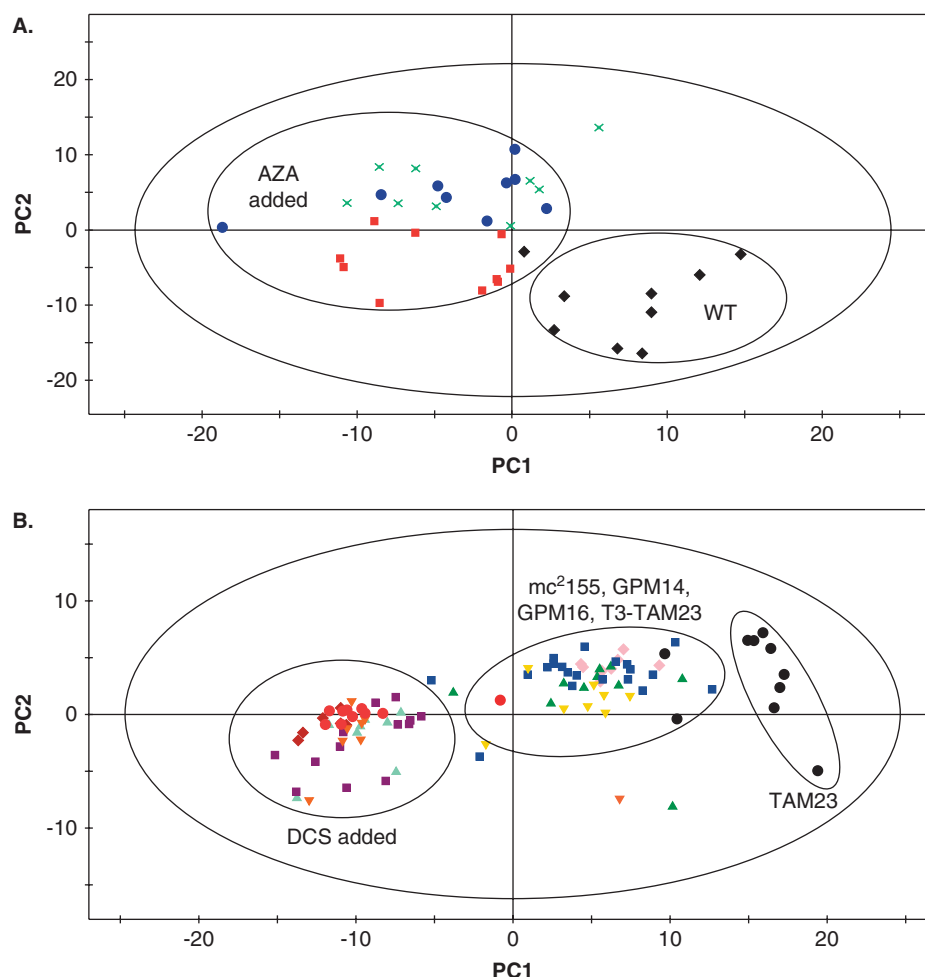 A.
20
10
0
-10
-20
PC2
AZA
added
WT
-20
-10
0
10
20
PC1
B.
10
0
-10
PC2
mc²155, GPM14,
GPM16, T3-TAM23
DCS added
TAM23
-20
-10
0
10
20
PC1